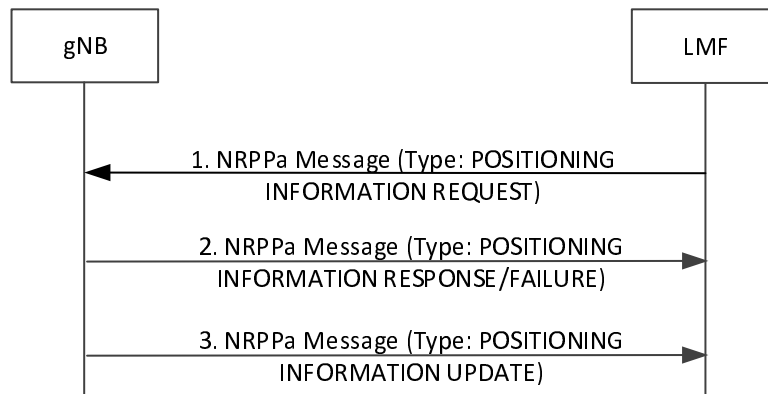 gNB
LMF
1. NRPPa Message (Type: POSITIONING
INFORMATION REQUEST)
2. NRPPa Message (Type: POSITIONING
INFORMATION RESPONSE/FAILURE)
3. NRPPa Message (Type: POSITIONING
INFORMATION UPDATE)